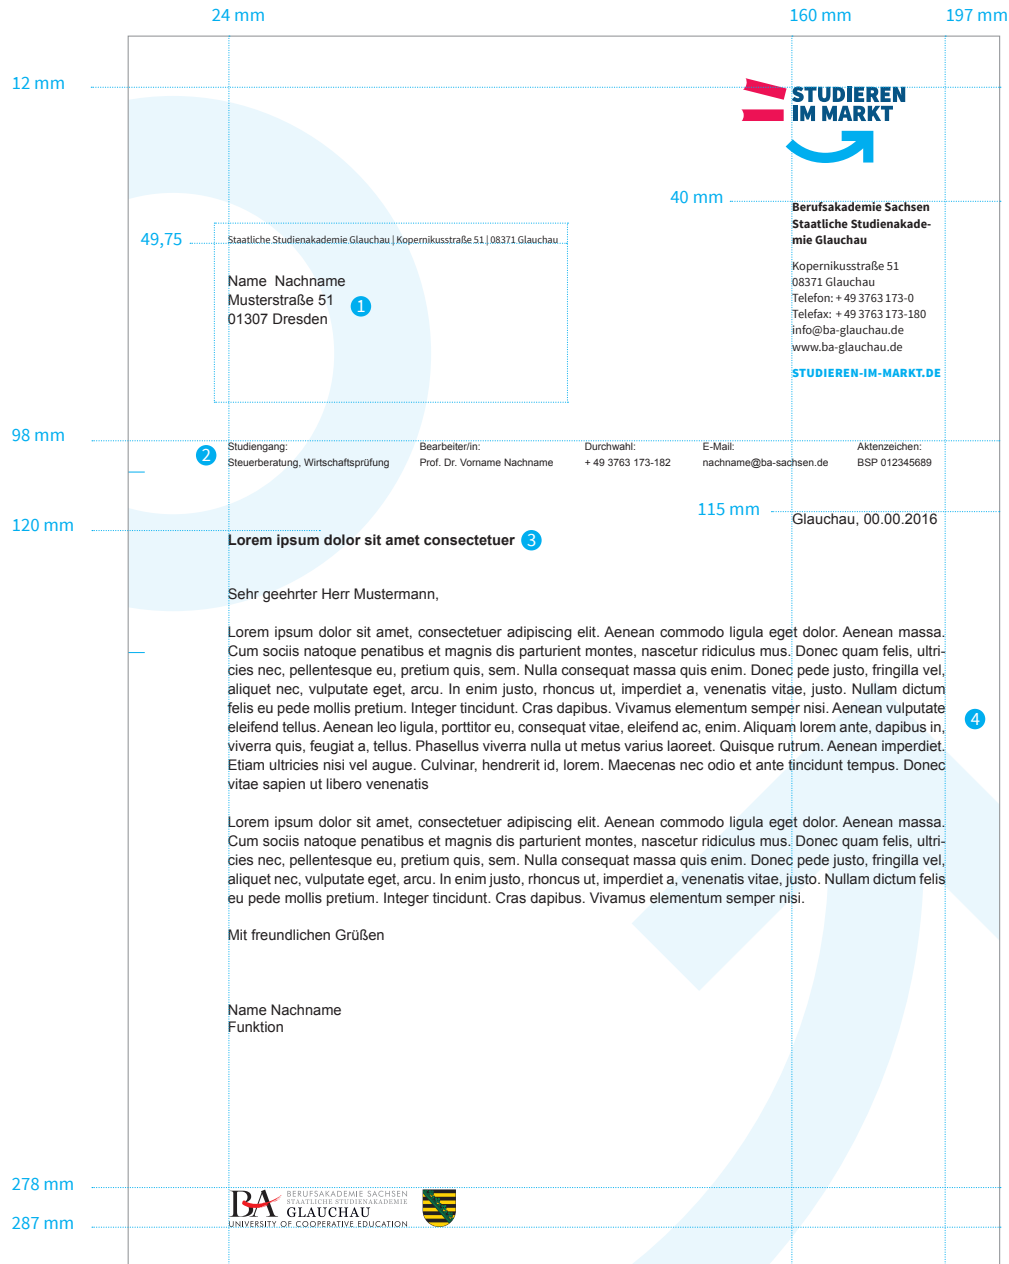 24 mm
160 mm
197 mm
12 mm
STUDIEREN
IM MARKT
40 mm
Berufsakademie Sachsen
Staatliche Studienakade-
mie Glauchau
49,75
Staatliche Studienakademie Glauchau | Kopernikusstraße 51 | 08371 Glauchau
Kopernikusstraße 51
08371 Glauchau
Telefon: + 49 3763 173-0
Telefax: + 49 3763 173-180
info@ba-glauchau.de
www.ba-glauchau.de
STUDIEREN-IM-MARKT.DE
Name Nachname
Musterstraße 51
01307 Dresden
1
98 mm
2
Studiengang: Bearbeiter/in: Durchwahl: E-Mail: Aktenzeichen:
Steuerberatung, Wirtschaftsprüfung Prof. Dr. Vorname Nachname + 49 3763 173-182 nachname@ba-sachsen.de BSP 012345689
115 mm
Glauchau, 00.00.2016
120 mm
Lorem ipsum dolor sit amet consectetuer 3
Sehr geehrter Herr Mustermann,
Lorem ipsum dolor sit amet, consectetuer adipiscing elit. Aenean commodo ligula eget dolor. Aenean massa.
Cum sociis natoque penatibus et magnis dis parturient montes, nascetur ridiculus mus. Donec quam felis, ultri-
cies nec, pellentesque eu, pretium quis, sem. Nulla consequat massa quis enim. Donec pede justo, fringilla vel,
aliquet nec, vulputate eget, arcu. In enim justo, rhoncus ut, imperdiet a, venenatis vitae, justo. Nullam dictum
felis eu pede mollis pretium. Integer tincidunt. Cras dapibus. Vivamus elementum semper nisi. Aenean vulputate
eleifend tellus. Aenean leo ligula, porttitor eu, consequat vitae, eleifend ac, enim. Aliquam lorem ante, dapibus in,
viverra quis, feugiat a, tellus. Phasellus viverra nulla ut metus varius laoreet. Quisque rutrum. Aenean imperdiet.
Etiam ultricies nisi vel augue. Culvinar, hendrerit id, lorem. Maecenas nec odio et ante tincidunt tempus. Donec
vitae sapien ut libero venenatis
4
Lorem ipsum dolor sit amet, consectetuer adipiscing elit. Aenean commodo ligula eget dolor. Aenean massa.
Cum sociis natoque penatibus et magnis dis parturient montes, nascetur ridiculus mus. Donec quam felis, ultri-
cies nec, pellentesque eu, pretium quis, sem. Nulla consequat massa quis enim. Donec pede justo, fringilla vel,
aliquet nec, vulputate eget, arcu. In enim justo, rhoncus ut, imperdiet a, venenatis vitae, justo. Nullam dictum felis
eu pede mollis pretium. Integer tincidunt. Cras dapibus. Vivamus elementum semper nisi.
Mit freundlichen Grüßen
Name Nachname
Funktion
278 mm
287 mm
BA
BERUFSAKADEMIE SACHSEN
STAATLICHE STUDIENAKADEMIE
GLAUCHAU
UNIVERSITY OF COOPERATIVE EDUCATION